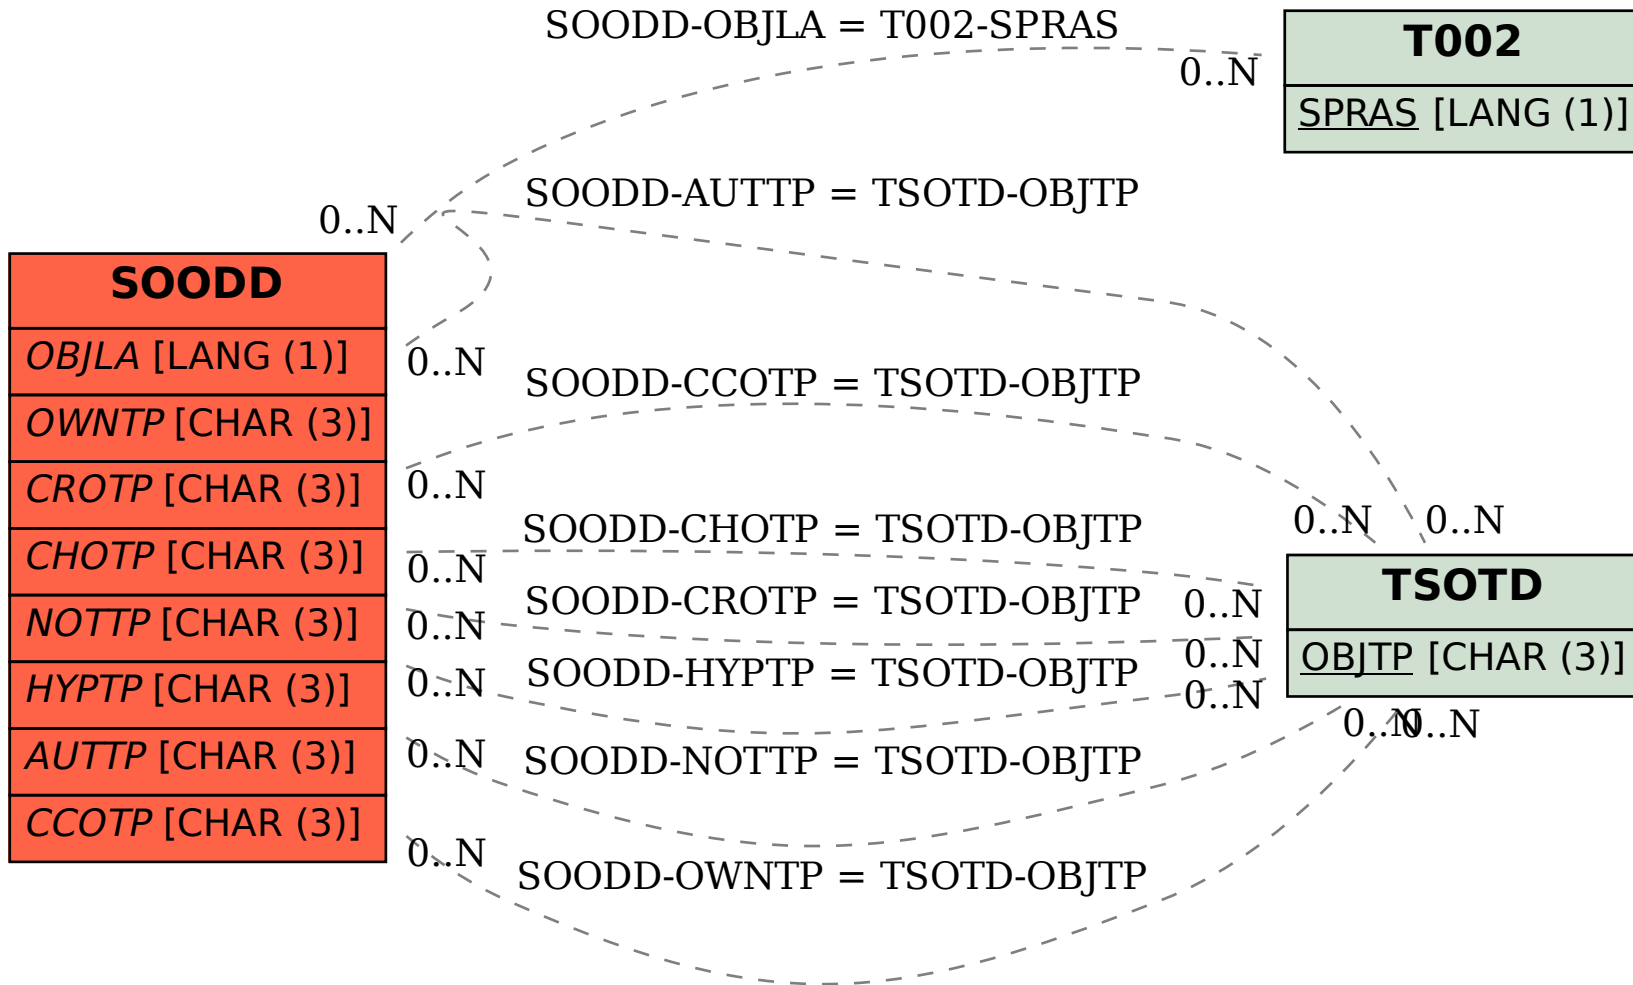 SOODD-OBJLA = T002-SPRAS
0..N
T002
SPRAS [LANG (1)]
0..N
SOODD-AUTTP = TSOTD-OBJTP
SOODD
OBJLA [LANG (1)]
OWNTP [CHAR (3)]
CROTP [CHAR (3)]
CHOTP [CHAR (3)]
NOTTP [CHAR (3)]
HYPTP [CHAR (3)]
AUTTP [CHAR (3)]
CCOTP [CHAR (3)]
0..N
SOODD-CCOTP = TSOTD-OBJTP
0..N
0..N
0..N
SOODD-CHOTP = TSOTD-OBJTP
0..N
SOODD-CROTP = TSOTD-OBJTP
0..N
0..N
0..N
SOODD-HYPTP = TSOTD-OBJTP
0..N
0..N
TSOTD
OBJTP [CHAR (3)]
0..N
0..N
0..N
SOODD-NOTTP = TSOTD-OBJTP
0..N
SOODD-OWNTP = TSOTD-OBJTP